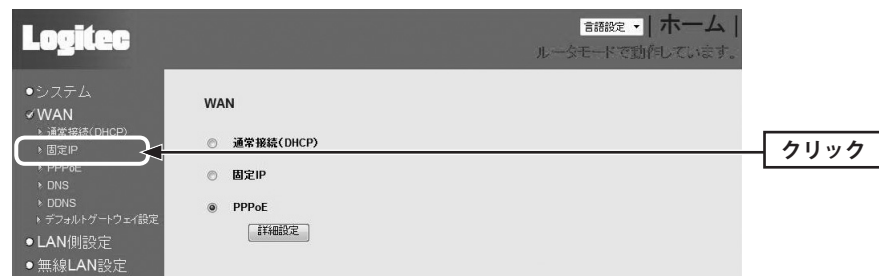 Logitec
言語設定
ホーム
ルータモードで動作しています。
システム
WAN
通常接続(DHCP)
固定IP
PPPoE
DNS
DDNS
デフォルトゲートウェイ設定
LAN側設定
無線LAN設定
WAN
通常接続(DHCP)
固定IP
PPPoE
詳細設定
クリック